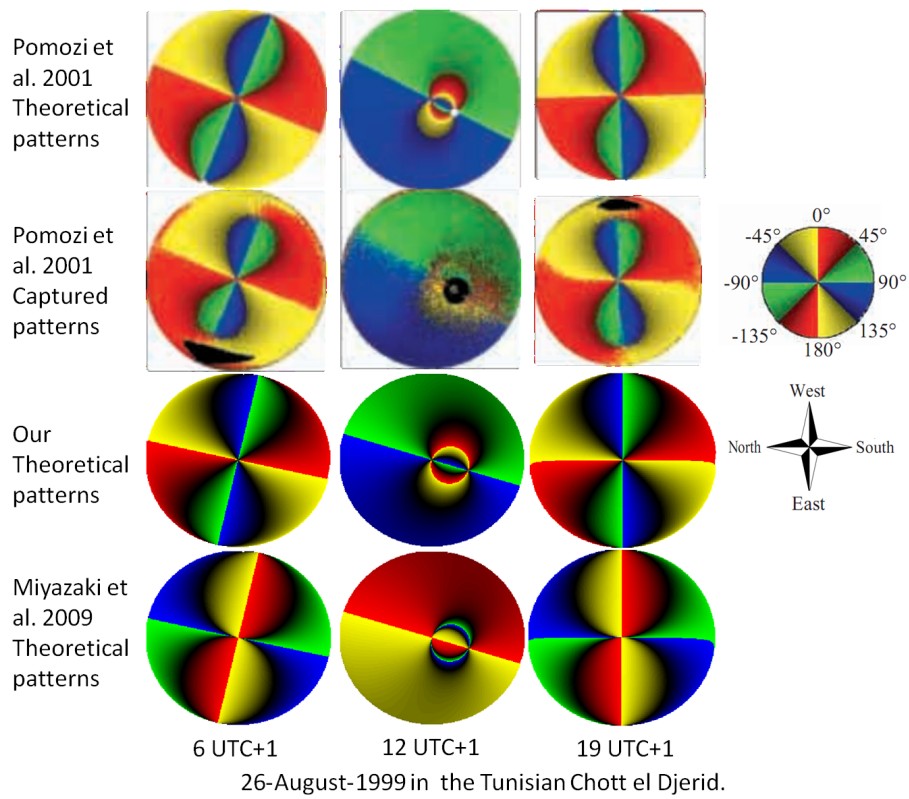 Pomozi et
al. 2001
Theoretical
patterns
Pomozi et
al. 2001
Captured
patterns
0°
-45°
45°
-90°
90°
-135°
135°
180°
Our
Theoretical
patterns
West
North
South
East
Miyazaki et
al. 2009
Theoretical
patterns
6 UTC+1
12 UTC+1
19 UTC+1
26-August-1999 in the Tunisian Chott el Djerid.